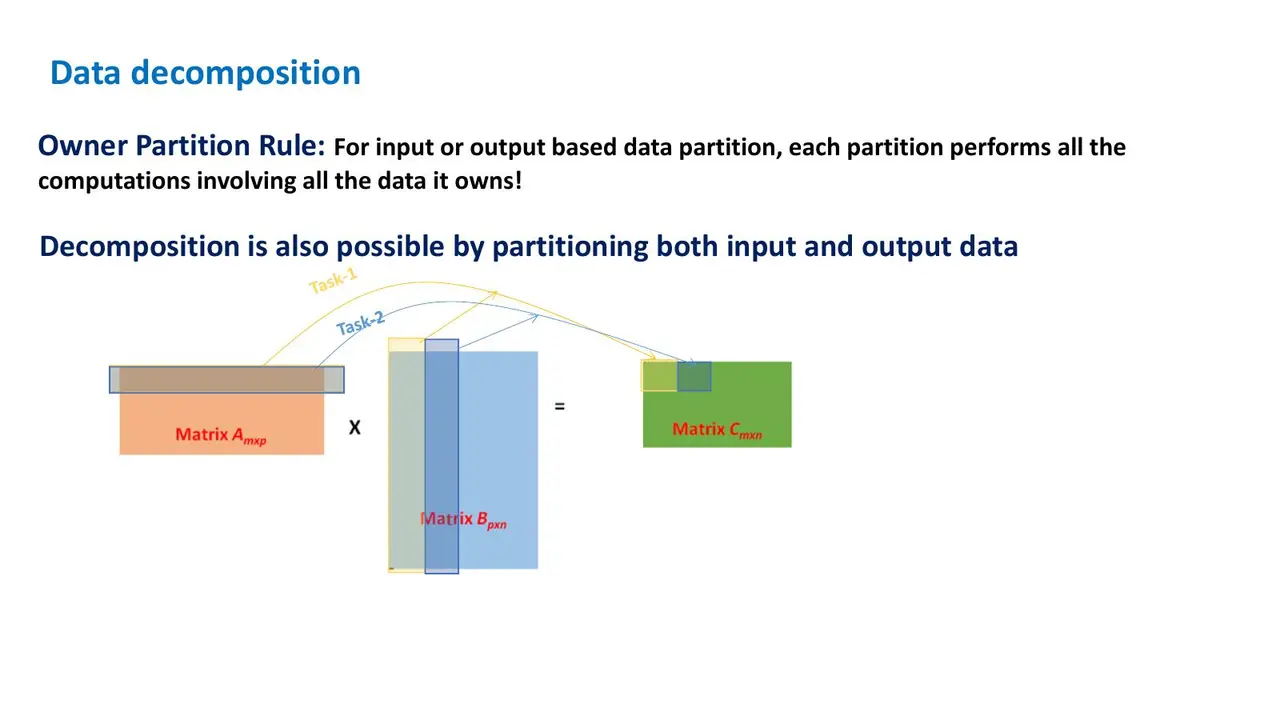 Data decomposition
Owner Partition Rule: For input or output based data partition, each partition performs all the
computations involving all the data it owns!
Decomposition is also possible by partitioning both input and output data
Task-1
Task-2
Matrix Amxp
X
Matrix Bpxn
=
Matrix Cmxn